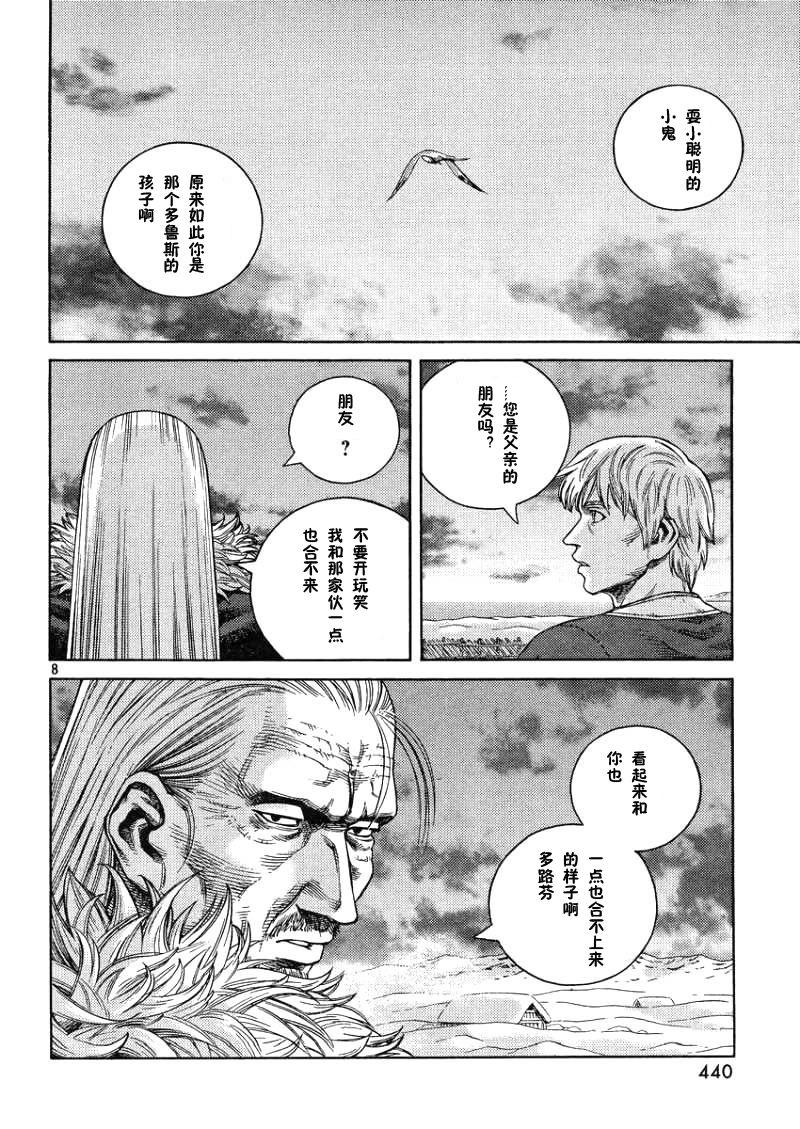 耍小聪明的
小鬼
原来如此你是
那个多鲁斯的
孩子啊
……您是父亲的
朋友吗？
朋友
？
不要开玩笑
我和那家伙一点
也合不来
8
看起来和
你也
一点也合不上来
的样子啊
多路芬
440